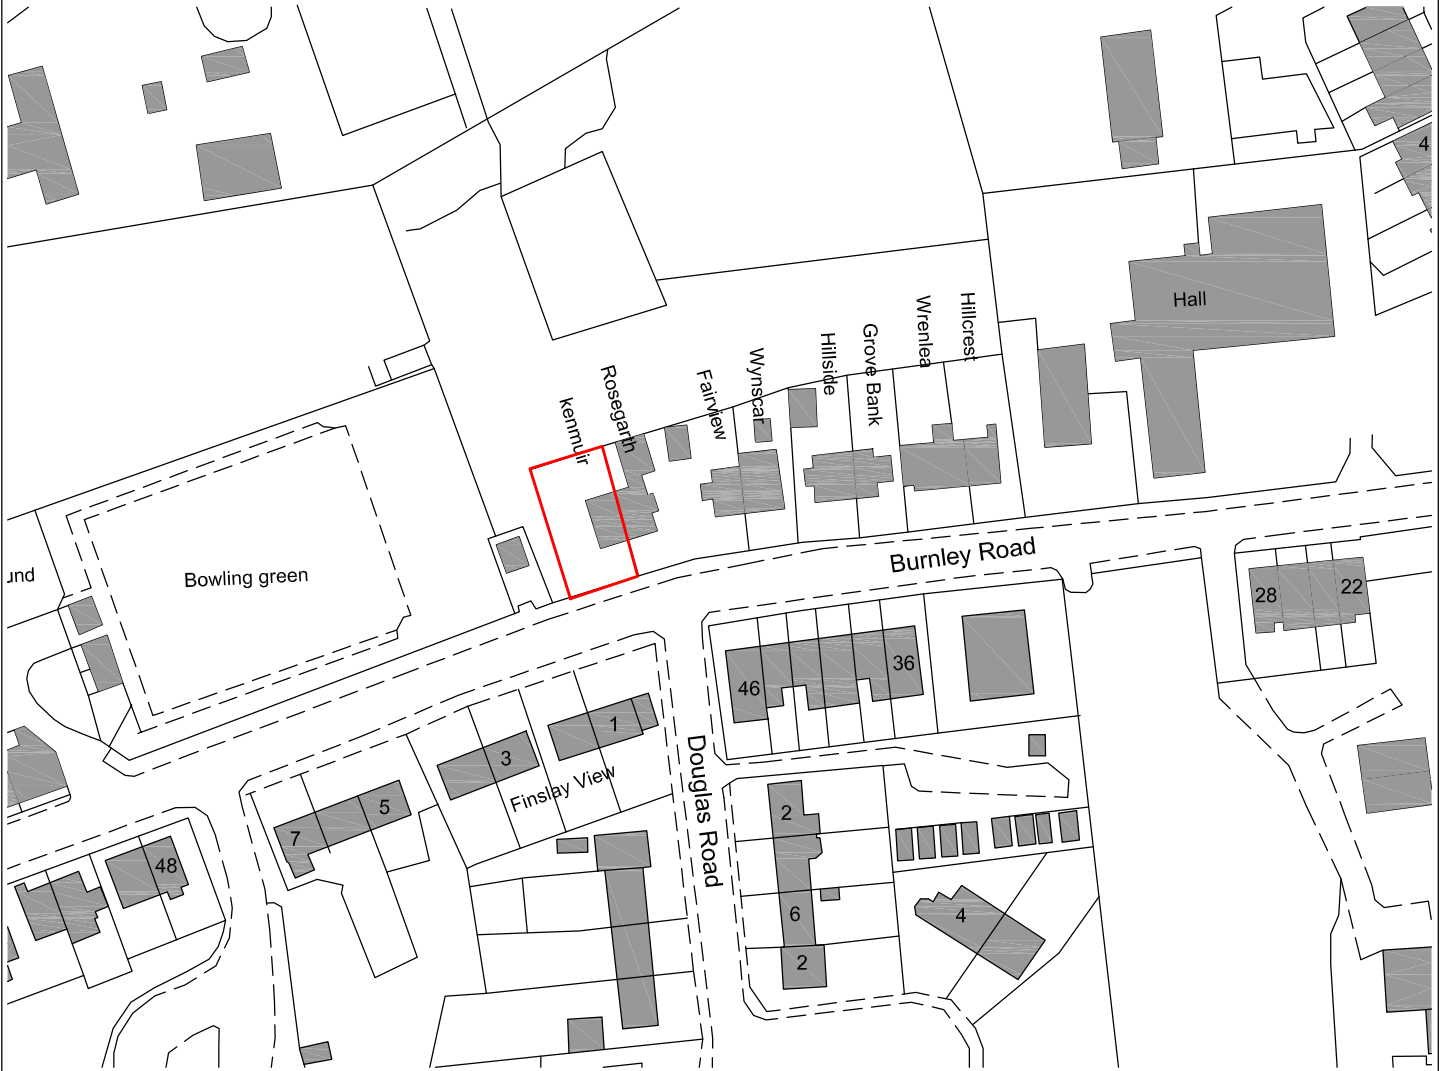 4
Hall
Hillcrest
Wrenlea
Grove Bank
Hillside
Wynscar
Fairview
Rosegarth
kenmuir
Burnley Road
und
Bowling green
28
22
46
36
1
3
Finslay View
5
7
48
Douglas Road
2
6
2
4